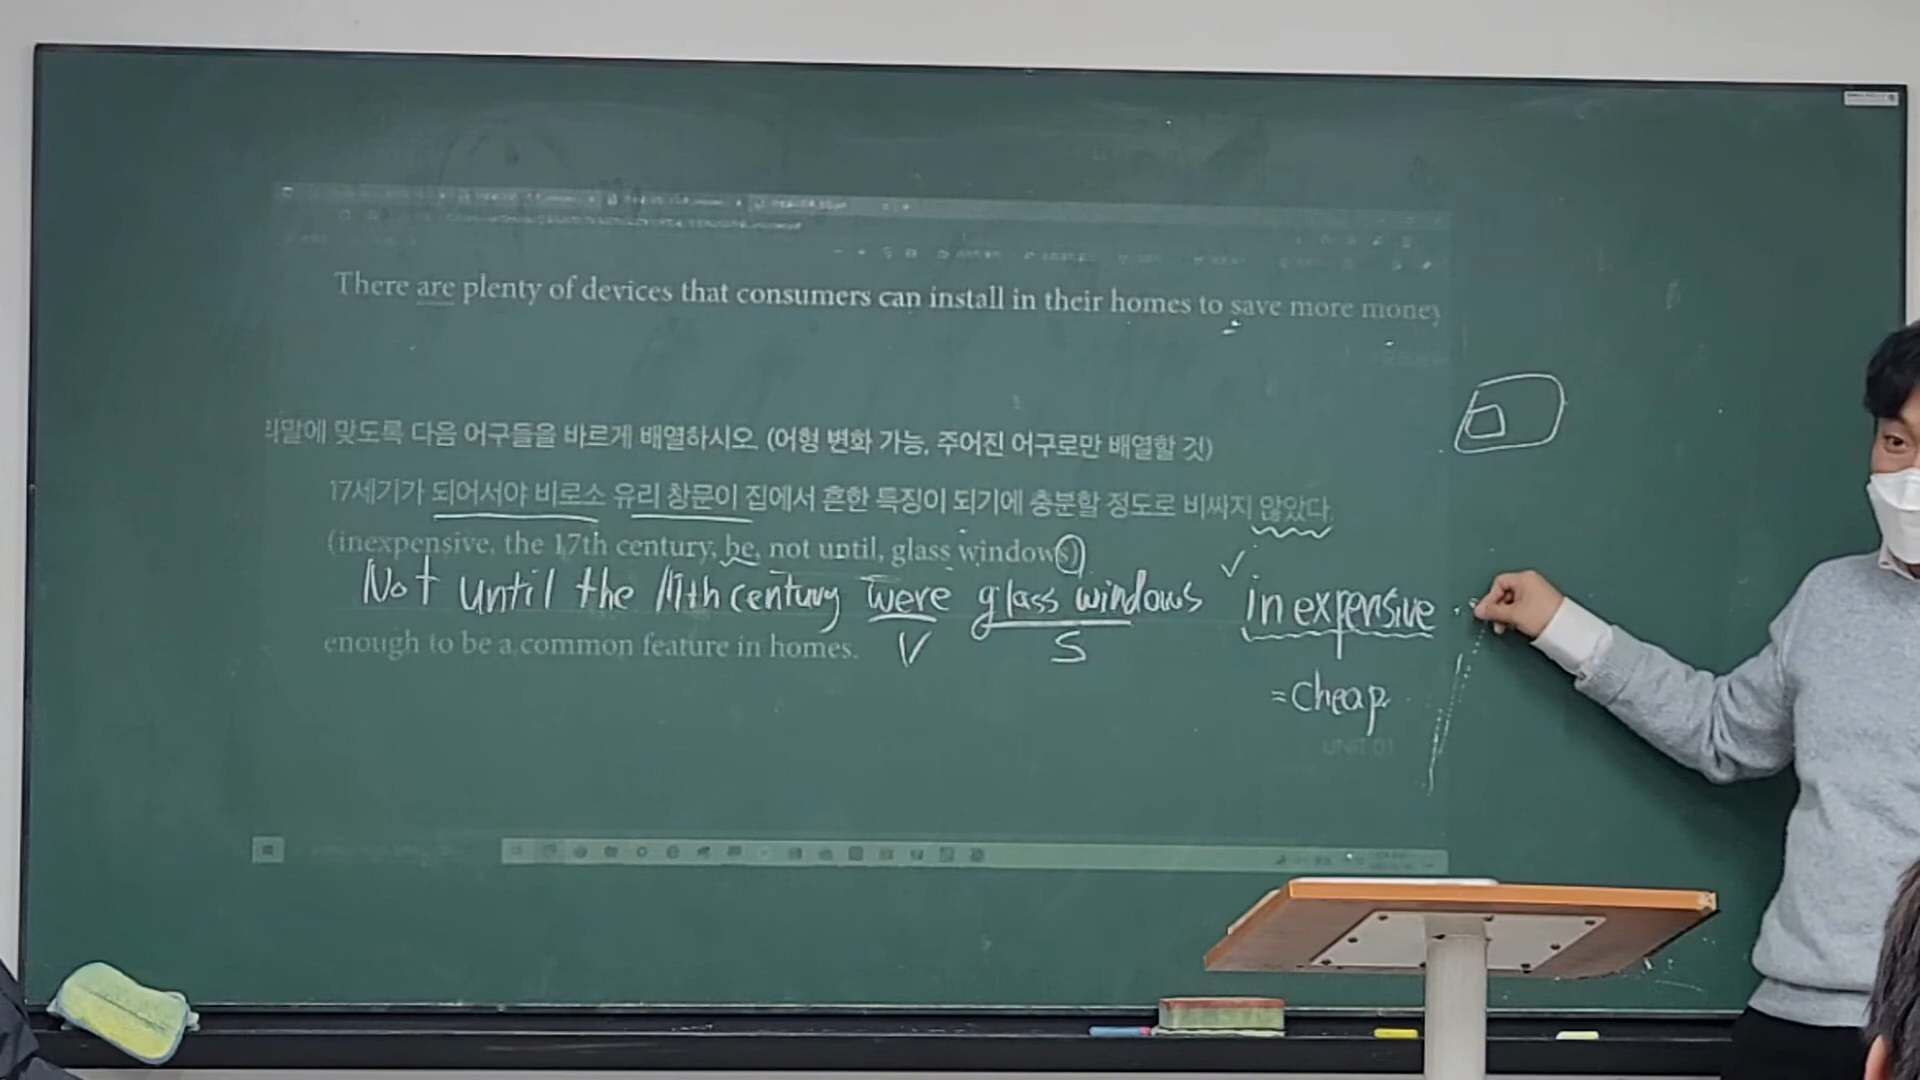 There are plenty of devices that consumers can install in their homes to save more money
리말에 맞도록 다음 어구들을 바르게 배열하시오. (어형 변화 가능, 주어진 어구로만 배열할 것)
17세기가 되어서야 비로소 유리 창문이 집에서 흔한 특징이 되기에 충분할 정도로 비싸지 않았다.
(inexpensive, the 17th century, be, not until, glass windows)
Not until the 17th century were glass windows inexpensive
V S
enough to be a common feature in homes.
=cheap
UNIT 01